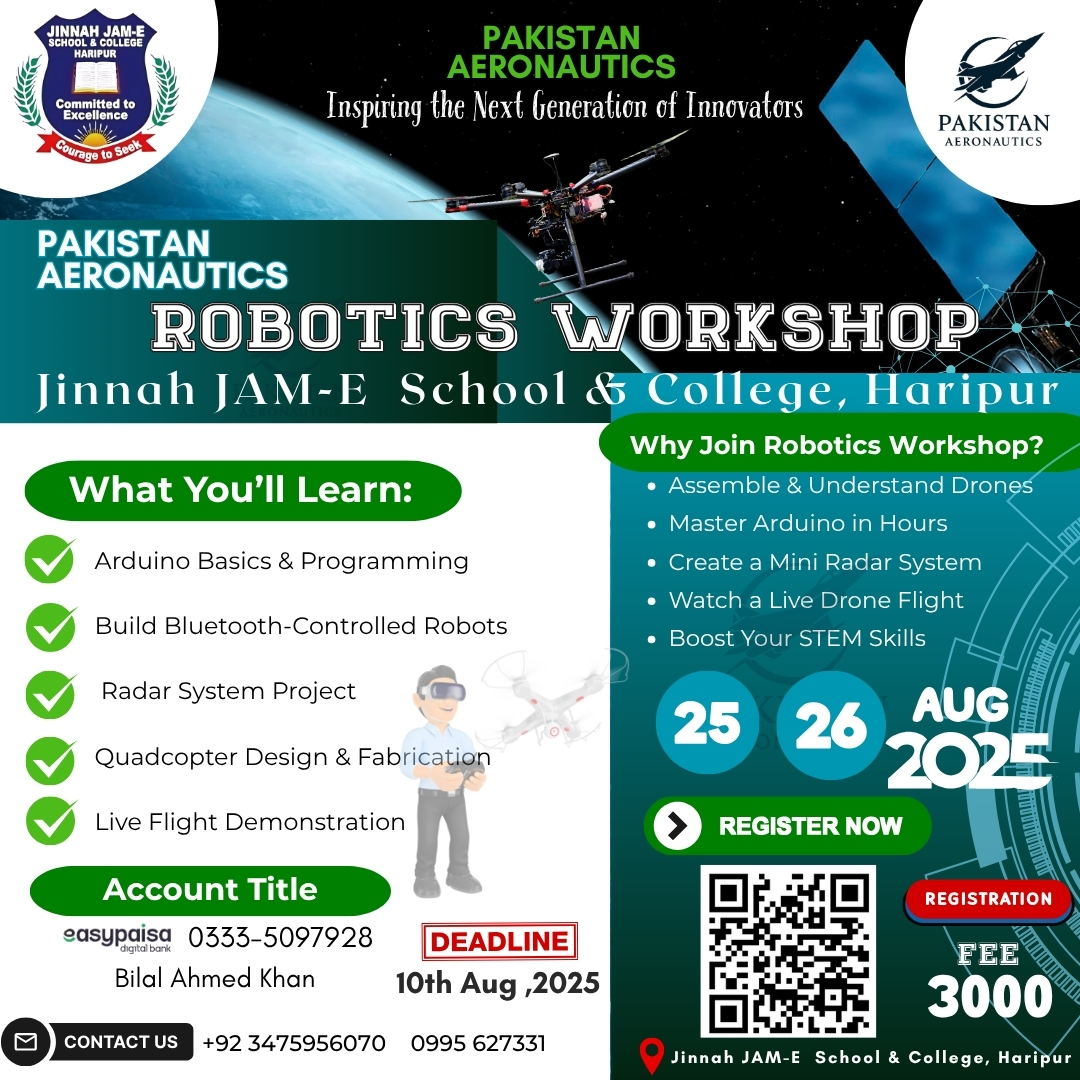 JINNAH JAM-E
SCHOOL & COLLEGE
HARIPUR
Committed to
Excellence
Courage to Seek
PAKISTAN
AERONAUTICS
Inspiring the Next Generation of Innovators
PAKISTAN
AERONAUTICS
PAKISTAN
AERONAUTICS
ROBOTICS WORKSHOP
Jinnah JAM-E School & College, Haripur
What You'll Learn:
Arduino Basics & Programming
Build Bluetooth-Controlled Robots
Radar System Project
Quadcopter Design & Fabrication
Live Flight Demonstration
Account Title
easypaisa
digital bank
0333-5097928
Bilal Ahmed Khan
DEADLINE
10th Aug ,2025
CONTACT US
+92 3475956070
0995 627331
Why Join Robotics Workshop?
• Assemble & Understand Drones
• Master Arduino in Hours
• Create a Mini Radar System
• Watch a Live Drone Flight
• Boost Your STEM Skills
25 26 AUG
2025
REGISTER NOW
REGISTRATION
FEE
3000
Jinnah JAM-E School & College, Haripur